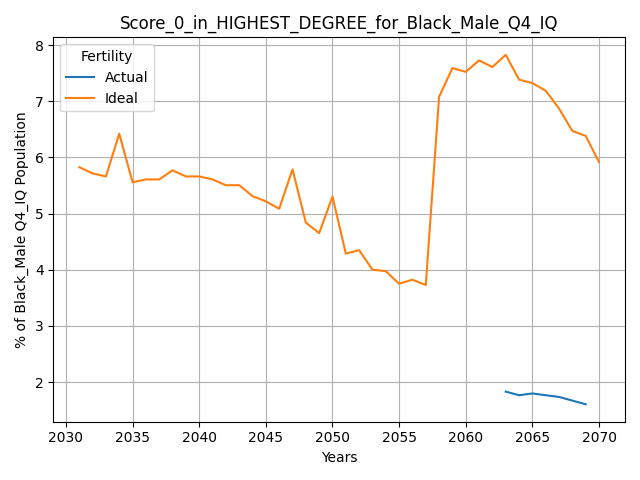 Score_0_in_HIGHEST_DEGREE_for_Black_Male_Q4_IQ
Fertility
Actual
Ideal
% of Black_Male Q4_IQ Population
8
7
6
5
4
3
2
2030 2035 2040 2045 2050 2055 2060 2065 2070
Years